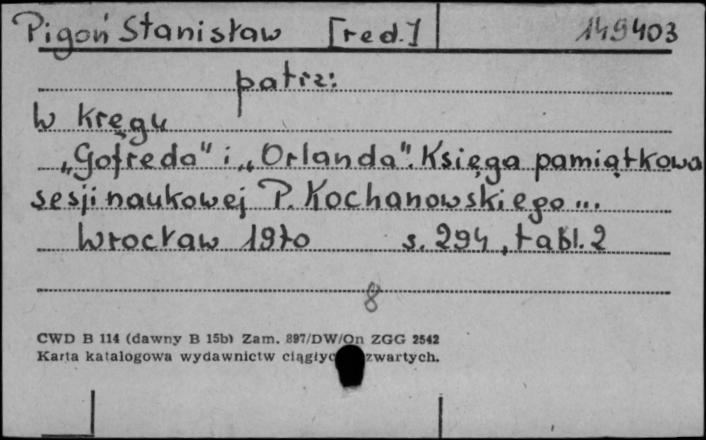 Pigoń Stanisław [red.] 149403
patrz:
W kręgu
„Gofreda" i „Orlanda". Księga pamiątkowa
sesji naukowej P. Kochanowskiego ...
Wrocław 1970 s. 294, tabl. 2
8
CWD B 114 (dawny B 15b) Zam. 897/DW/On ZGG 2542
Karta katalogowa wydawnictw zwartych.